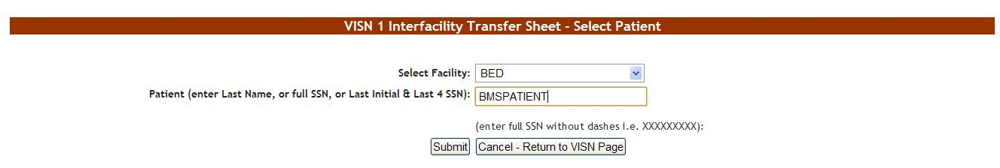 VISN 1 Interfacility Transfer Sheet - Select Patient
Select Facility: BED
Patient (enter Last Name, or full SSN, or Last Initial & Last 4 SSN): BMSPATIENT
(enter full SSN without dashes i.e. XXXXXXXXX):
Submit Cancel - Return to VISN Page